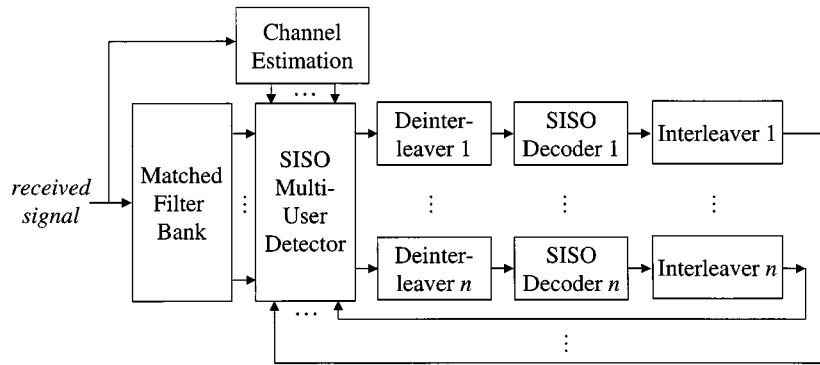 Channel
Estimation
...
Deinter-
leaver 1
SISO
Decoder 1
Interleaver 1
received
signal
Matched
Filter
Bank
SISO
Multi-
User
Detector
Deinter-
leaver n
SISO
Decoder n
Interleaver n
...